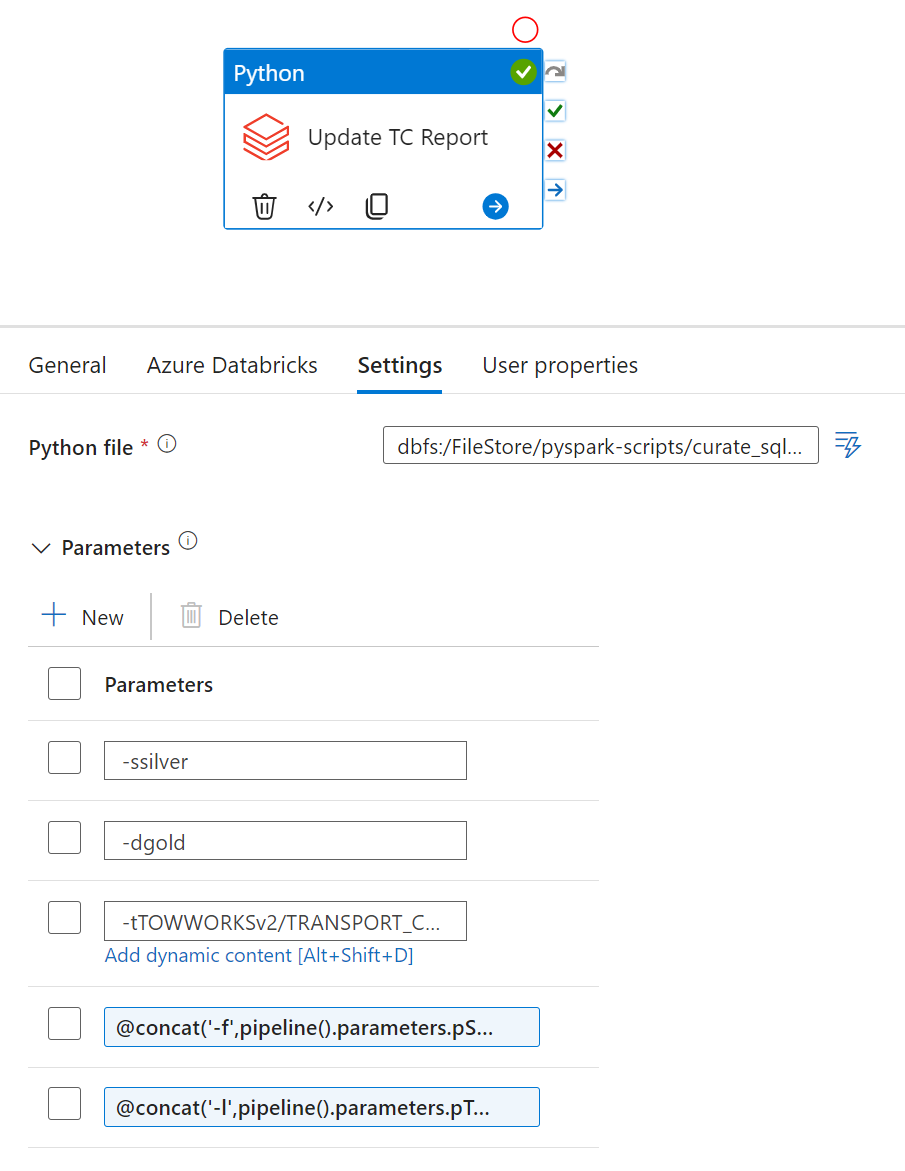 Python
Update TC Report
General Azure Databricks Settings User properties
Python file *
dbfs:/FileStore/pyspark-scripts/curate_sql...
Parameters
New Delete
Parameters
-ssilver
-dgold
-tTOWWORKSv2/TRANSPORT_C...
Add dynamic content [Alt+Shift+D]
@concat('-f',pipeline().parameters.pS...
@concat('-l',pipeline().parameters.pT...